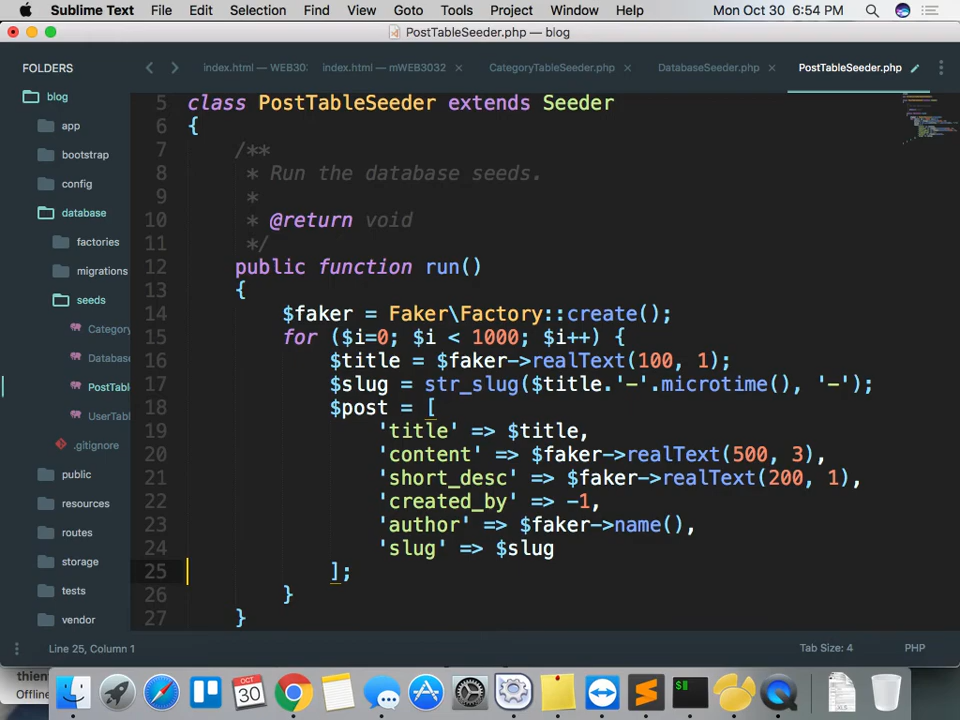 Sublime Text File Edit Selection Find View Goto Tools Project Window Help Mon Oct 30 6:54 PM
PostTableSeeder.php — blog
FOLDERS
index.html — WEB30: index.html — mWEB3032 × CategoryTableSeeder.php × DatabaseSeeder.php × PostTableSeeder.php
blog
app
bootstrap
config
database
factories
migrations
seeds
Category
Database
PostTabl
UserTabl
.gitignore
public
resources
routes
storage
tests
vendor
5 class PostTableSeeder extends Seeder
6 {
7 /**
8 * Run the database seeds.
9 *
10 * @return void
11 */
12 public function run()
13 {
14 $faker = Faker\Factory::create();
15 for ($i=0; $i < 1000; $i++) {
16 $title = $faker->realText(100, 1);
17 $slug = str_slug($title.'-'.microtime(), '-');
18 $post = [
19 'title' => $title,
20 'content' => $faker->realText(500, 3),
21 'short_desc' => $faker->realText(200, 1),
22 'created_by' => -1,
23 'author' => $faker->name(),
24 'slug' => $slug
25 ];
26 }
27 }
Line 25, Column 1 Tab Size: 4 PHP
thien
Offline
OCT
30
$
XLS